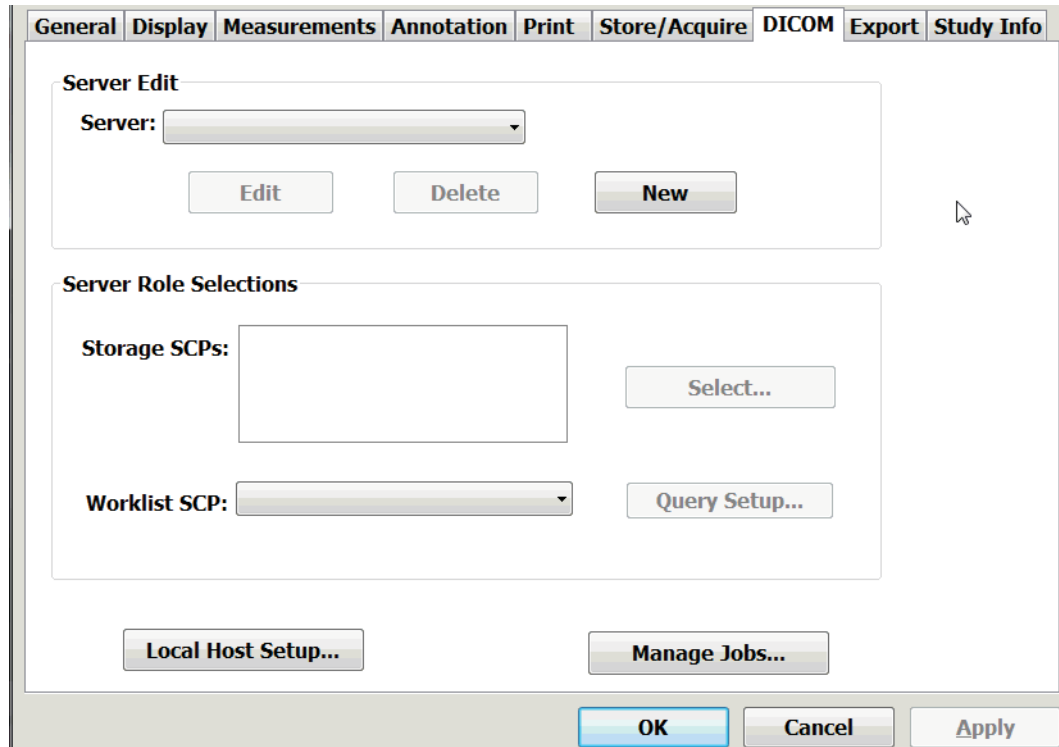 General Display Measurements Annotation Print Store/Acquire DICOM Export Study Info
Server Edit
Server:
Edit Delete New
Server Role Selections
Storage SCPs:
Select...
Worklist SCP:
Query Setup...
Local Host Setup... Manage Jobs...
OK Cancel Apply